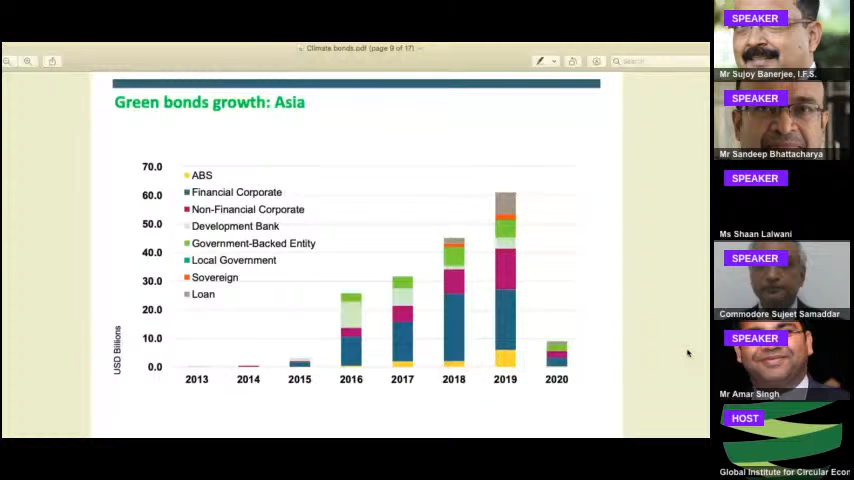 Climate bonds.pdf (page 9 of 17)
Search
Green bonds growth: Asia
USD Billions
70.0
60.0
50.0
40.0
30.0
20.0
10.0
0.0
ABS
Financial Corporate
Non-Financial Corporate
Development Bank
Government-Backed Entity
Local Government
Sovereign
Loan
2013 2014 2015 2016 2017 2018 2019 2020
SPEAKER
Mr Sujoy Banerjee, I.F.S.
SPEAKER
Mr Sandeep Bhattacharya
SPEAKER
Ms Shaan Lalwani
SPEAKER
Commodore Sujeet Samaddar
SPEAKER
Mr Amar Singh
HOST
Global Institute for Circular Econ